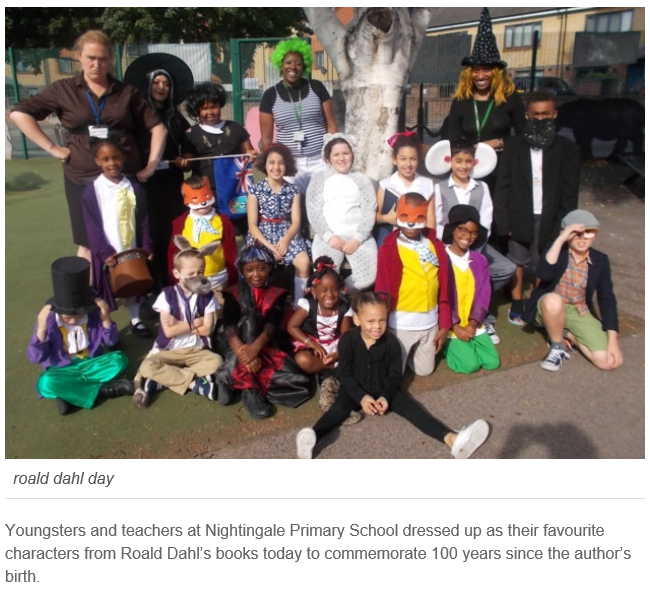 roald dahl day
Youngsters and teachers at Nightingale Primary School dressed up as their favourite
characters from Roald Dahl's books today to commemorate 100 years since the author's
birth.